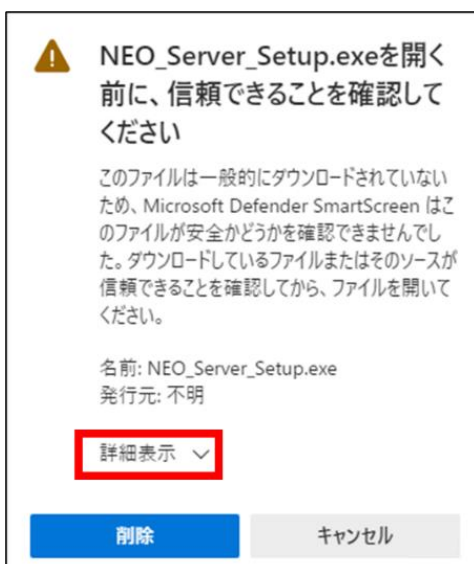 NEO_Server_Setup.exeを開く
前に、信頼できることを確認して
ください
このファイルは一般的にダウンロードされていない
ため、Microsoft Defender SmartScreen はこ
のファイルが安全かどうかを確認できませんでし
た。ダウンロードしているファイルまたはそのソースが
信頼できることを確認してから、ファイルを開いて
ください。
名前: NEO_Server_Setup.exe
発行元: 不明
詳細表示
削除
キャンセル